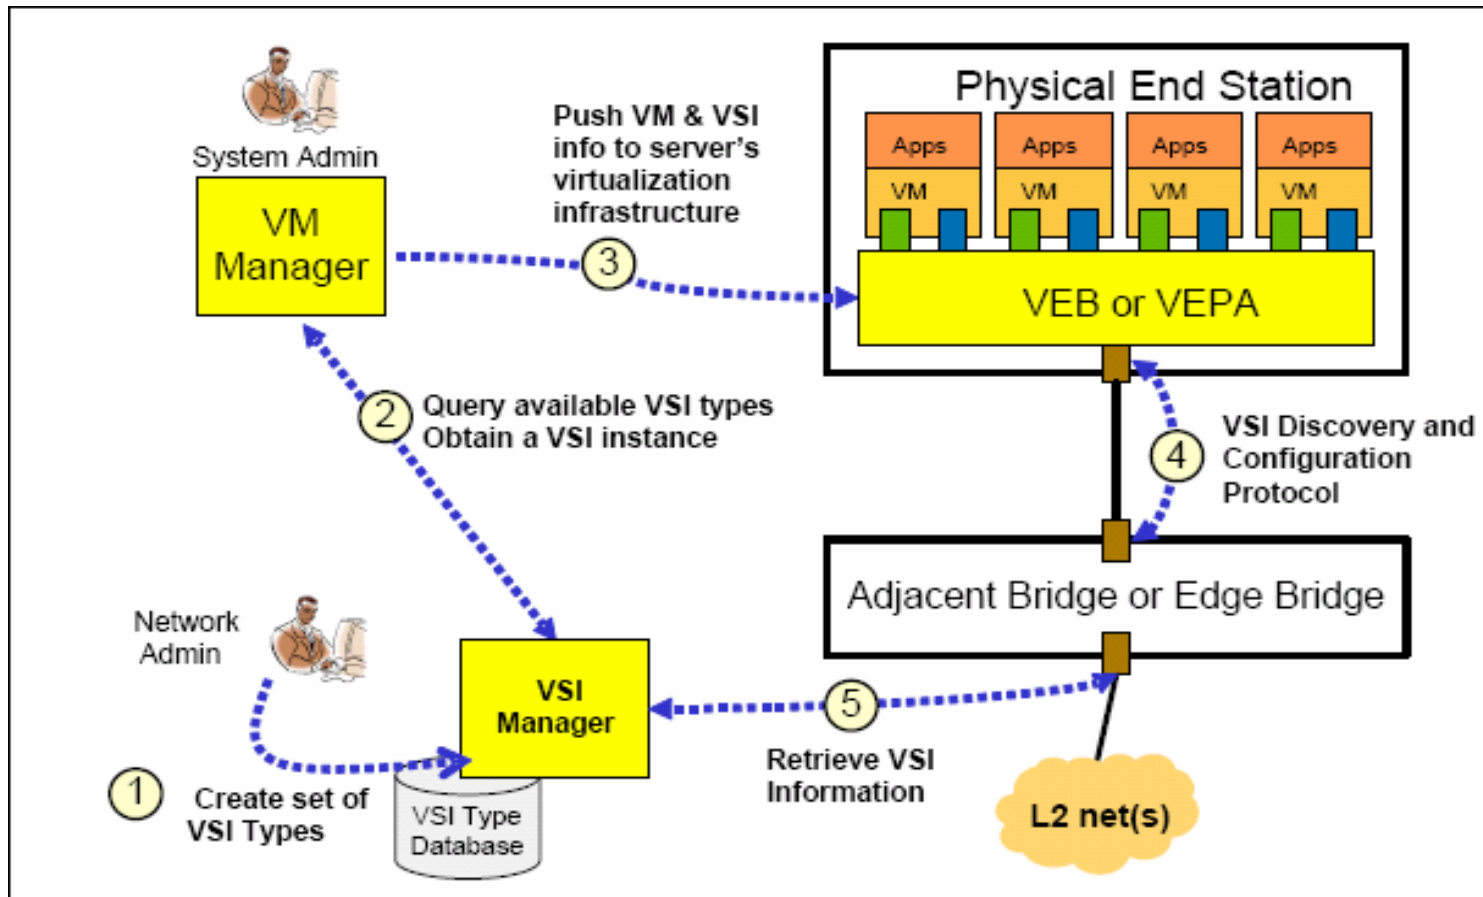 System Admin
VM
Manager
Push VM & VSI
info to server's
virtualization
infrastructure
3
Physical End Station
Apps
Apps
Apps
Apps
VM
VM
VM
VM
VEB or VEPA
2
Query available VSI types
Obtain a VSI instance
4
VSI Discovery and
Configuration
Protocol
Adjacent Bridge or Edge Bridge
Network
Admin
VSI
Manager
5
Retrieve VSI
Information
1
Create set of
VSI Types
VSI Type
Database
L2 net(s)